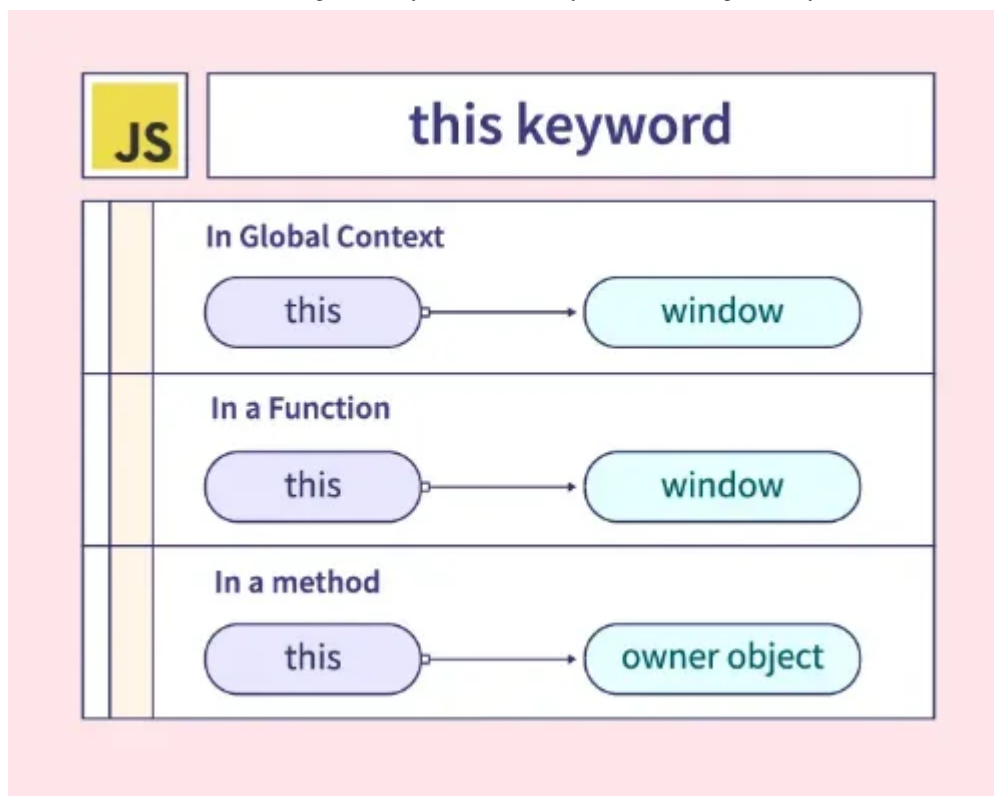 JS
this keyword
In Global Context
this
window
In a Function
this
window
In a method
this
owner object